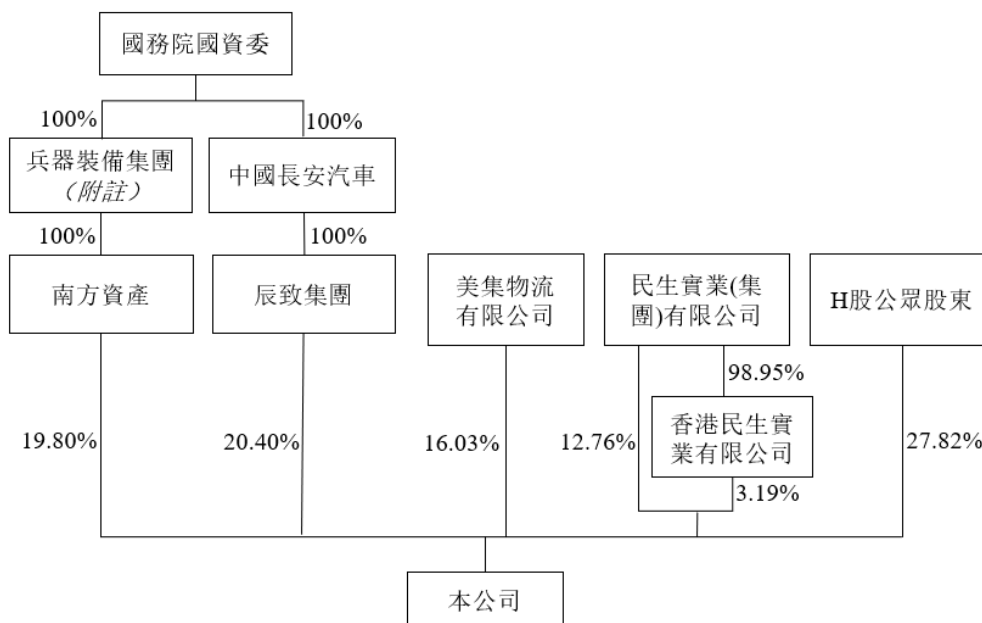 國務院國資委
100%
100%
兵器裝備集團
（附註）
中國長安汽車
100%
100%
南方資產
辰致集團
美集物流
有限公司
民生實業(集
團)有限公司
H股公眾股東
98.95%
香港民生實
業有限公司
19.80%
20.40%
16.03%
12.76%
27.82%
3.19%
本公司